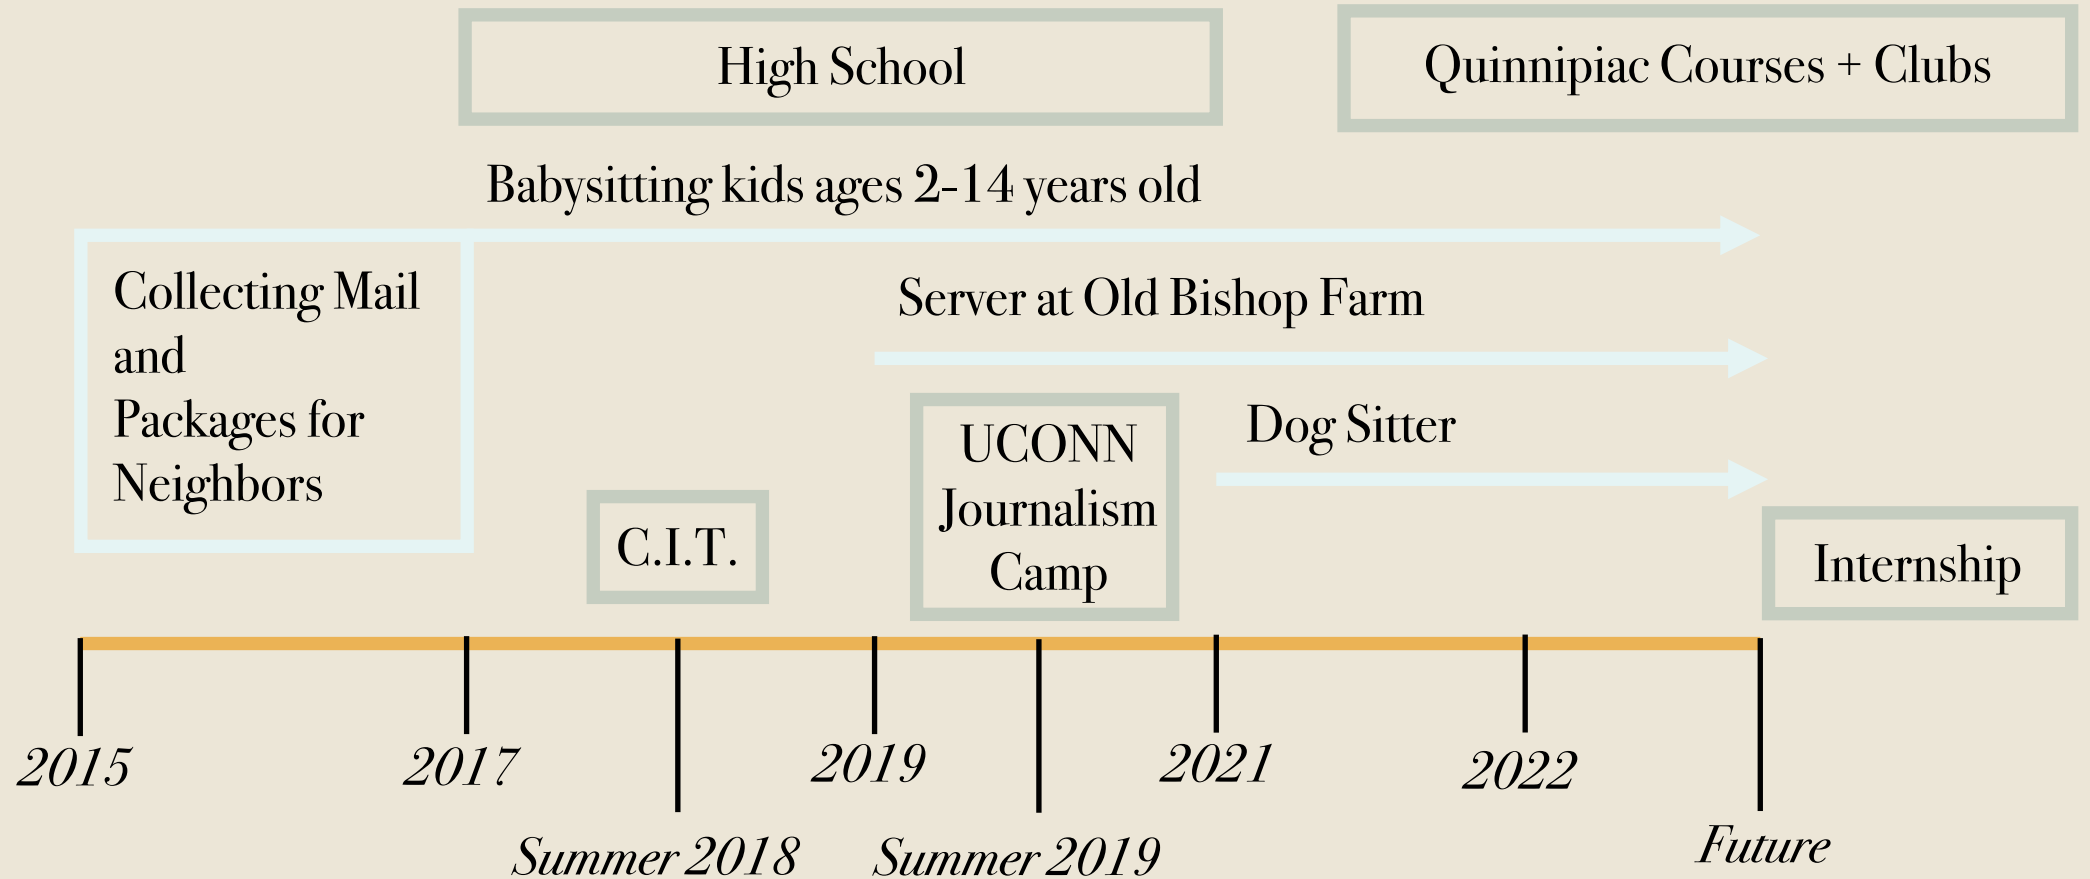 High School
Quinnipiac Courses + Clubs
Babysitting kids ages 2-14 years old
Collecting Mail
and
Packages for
Neighbors
Server at Old Bishop Farm
UCONN
Journalism
Camp
Dog Sitter
C.I.T.
Internship
2015
2017
2019
2021
2022
Summer 2018
Summer 2019
Future